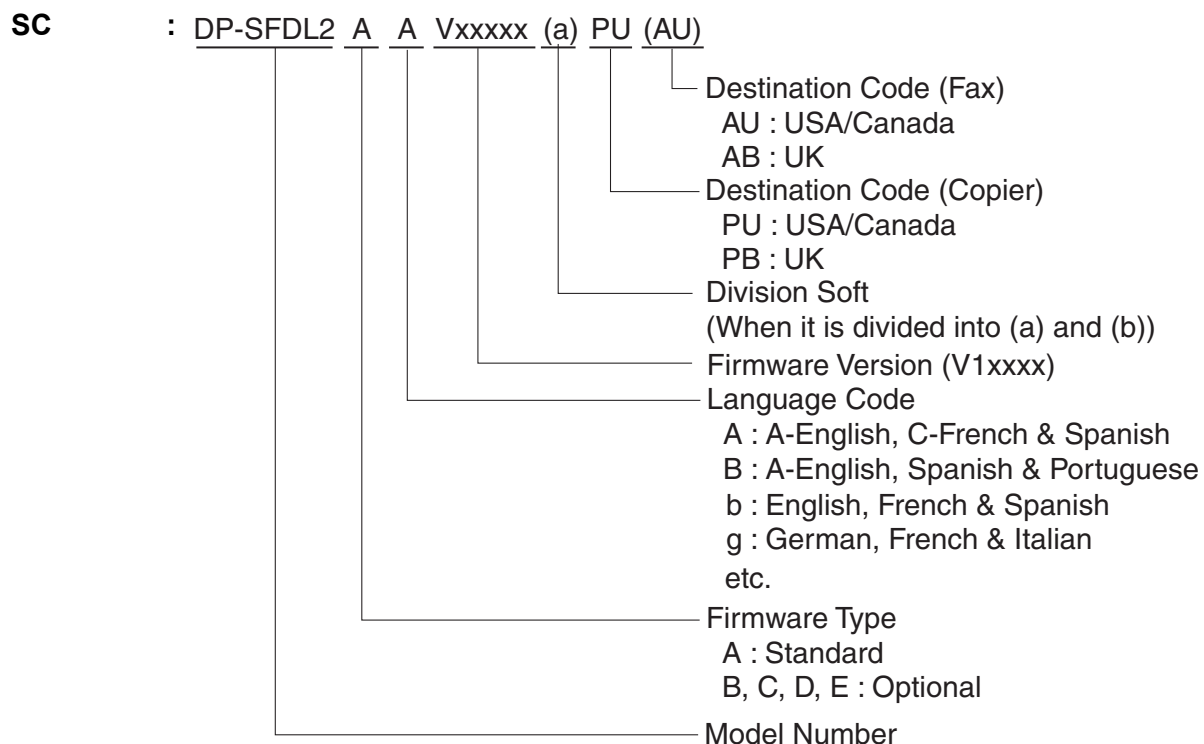 SC : DP-SFDL2 A A Vxxxxx (a) PU (AU)
Destination Code (Fax)
AU : USA/Canada
AB : UK
Destination Code (Copier)
PU : USA/Canada
PB : UK
Division Soft
(When it is divided into (a) and (b))
Firmware Version (V1xxxx)
Language Code
A : A-English, C-French & Spanish
B : A-English, Spanish & Portuguese
b : English, French & Spanish
g : German, French & Italian
etc.
Firmware Type
A : Standard
B, C, D, E : Optional
Model Number